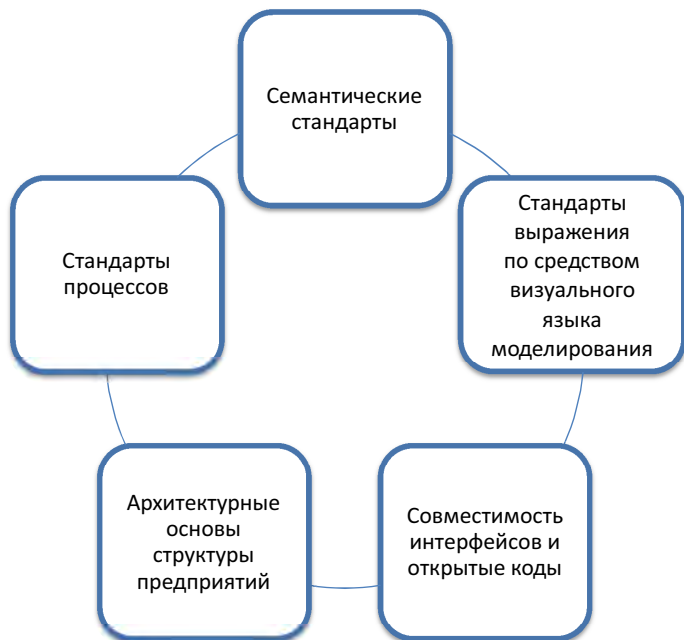 Семантические
стандарты
Стандарты
выражения
по средством
визуального
языка
моделирования
Совместимость
интерфейсов и
открытые коды
Архитектурные
основы
структуры
предприятий
Стандарты
процессов